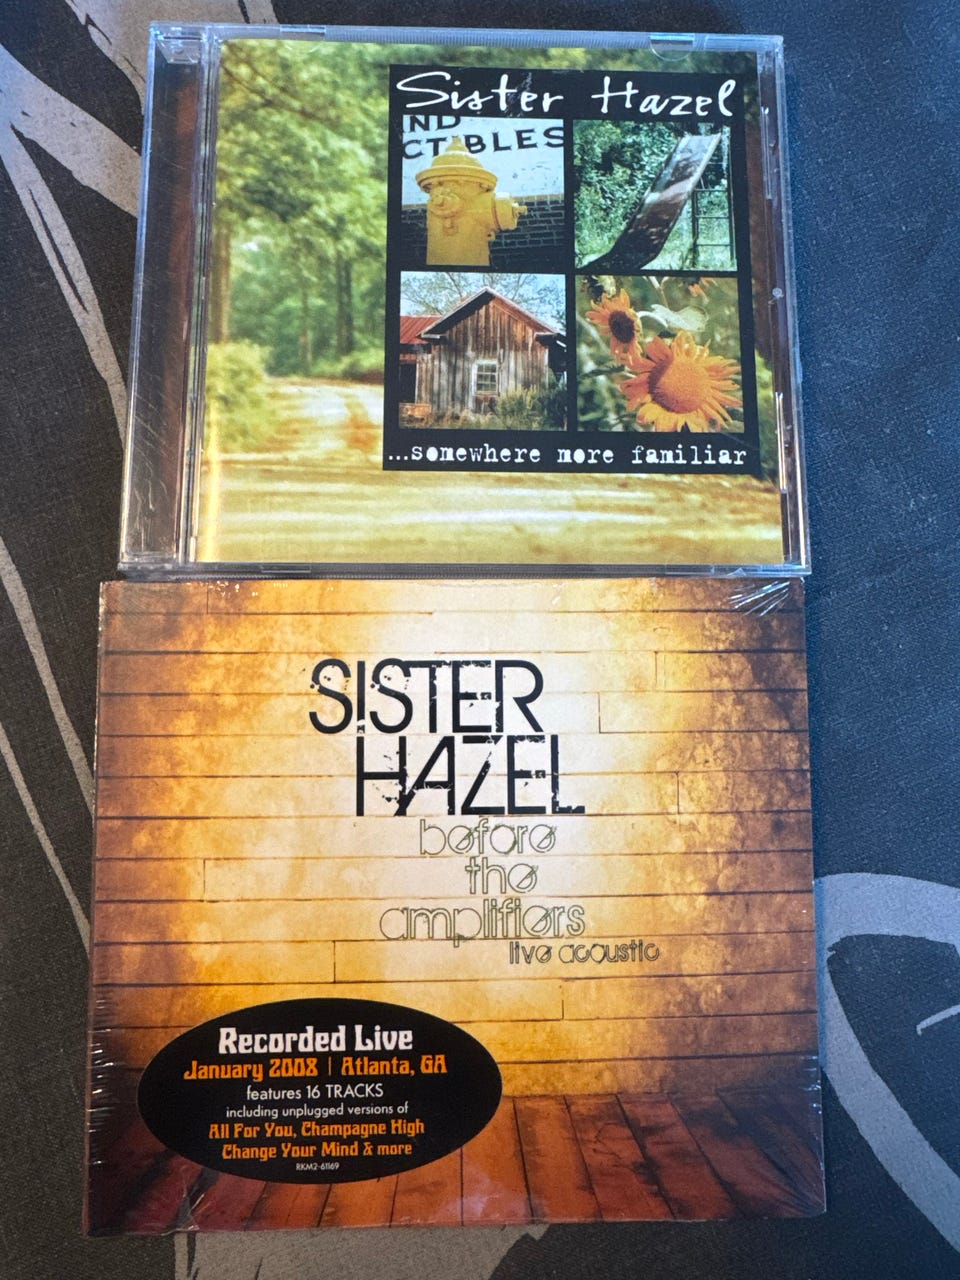 Sister Hazel
ND
CTIBLES
...somewhere more familiar
SISTER
HAZEL
before
the
amplifiers
live acoustic
Recorded Live
January 2008 | Atlanta, GA
features 16 TRACKS
including unplugged versions of
All For You, Champagne High
Change Your Mind & more
RKM2-61169